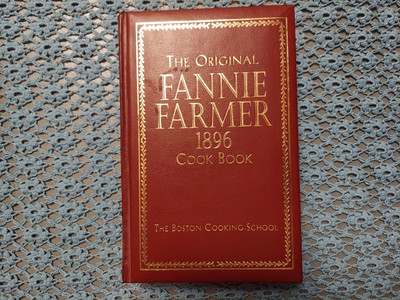 The Original
FANNIE
FARMER
1896
Cook Book
The Boston Cooking-School